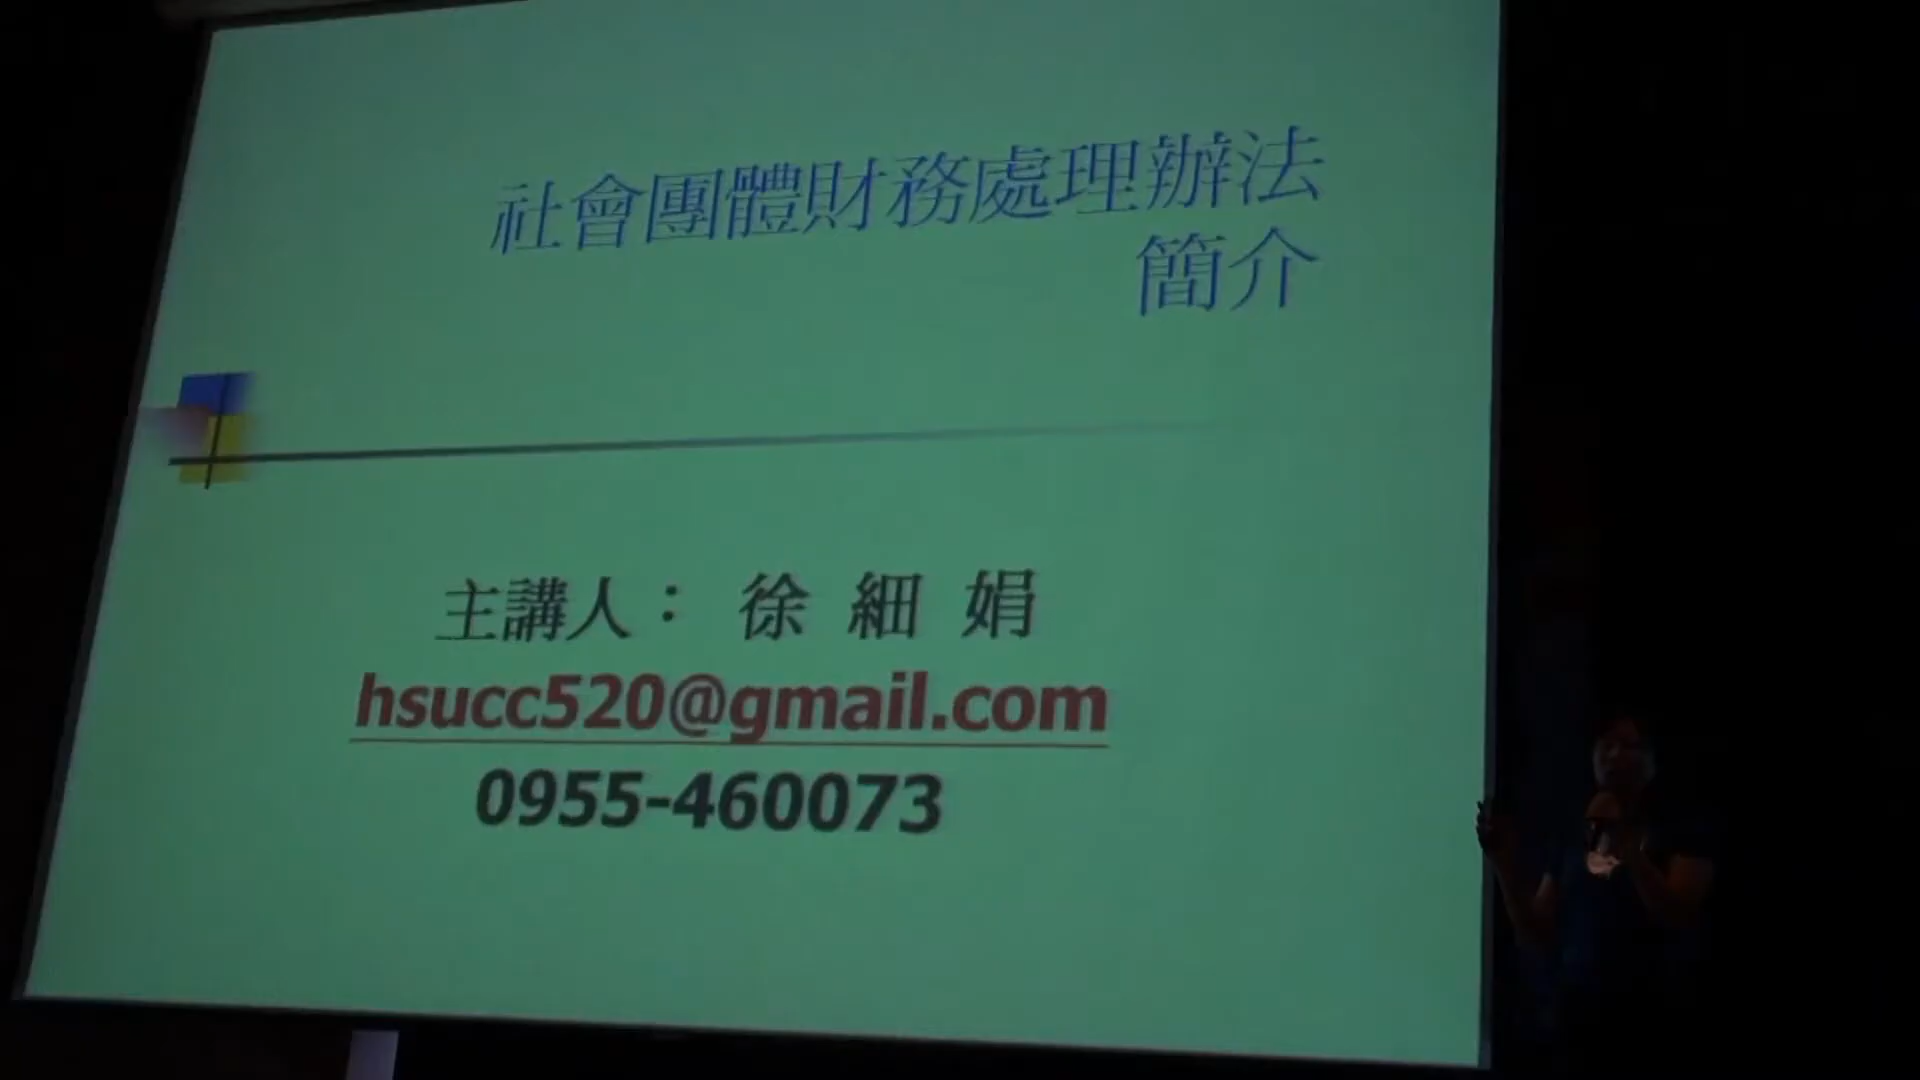 社會團體財務處理辦法
簡介
主講人： 徐 細 娟
hsucc520@gmail.com
0955-460073